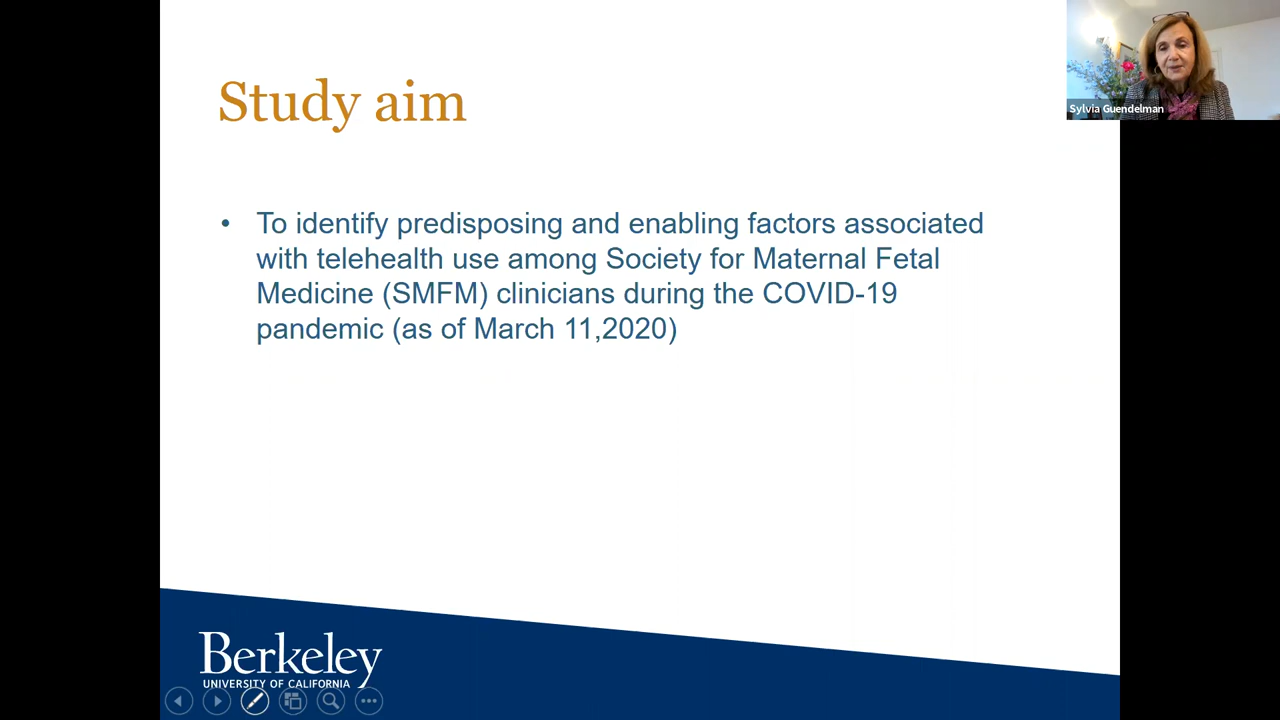 Study aim
Sylvia Guendelman
• To identify predisposing and enabling factors associated
with telehealth use among Society for Maternal Fetal
Medicine (SMFM) clinicians during the COVID-19
pandemic (as of March 11,2020)
Berkeley
UNIVERSITY OF CALIFORNIA